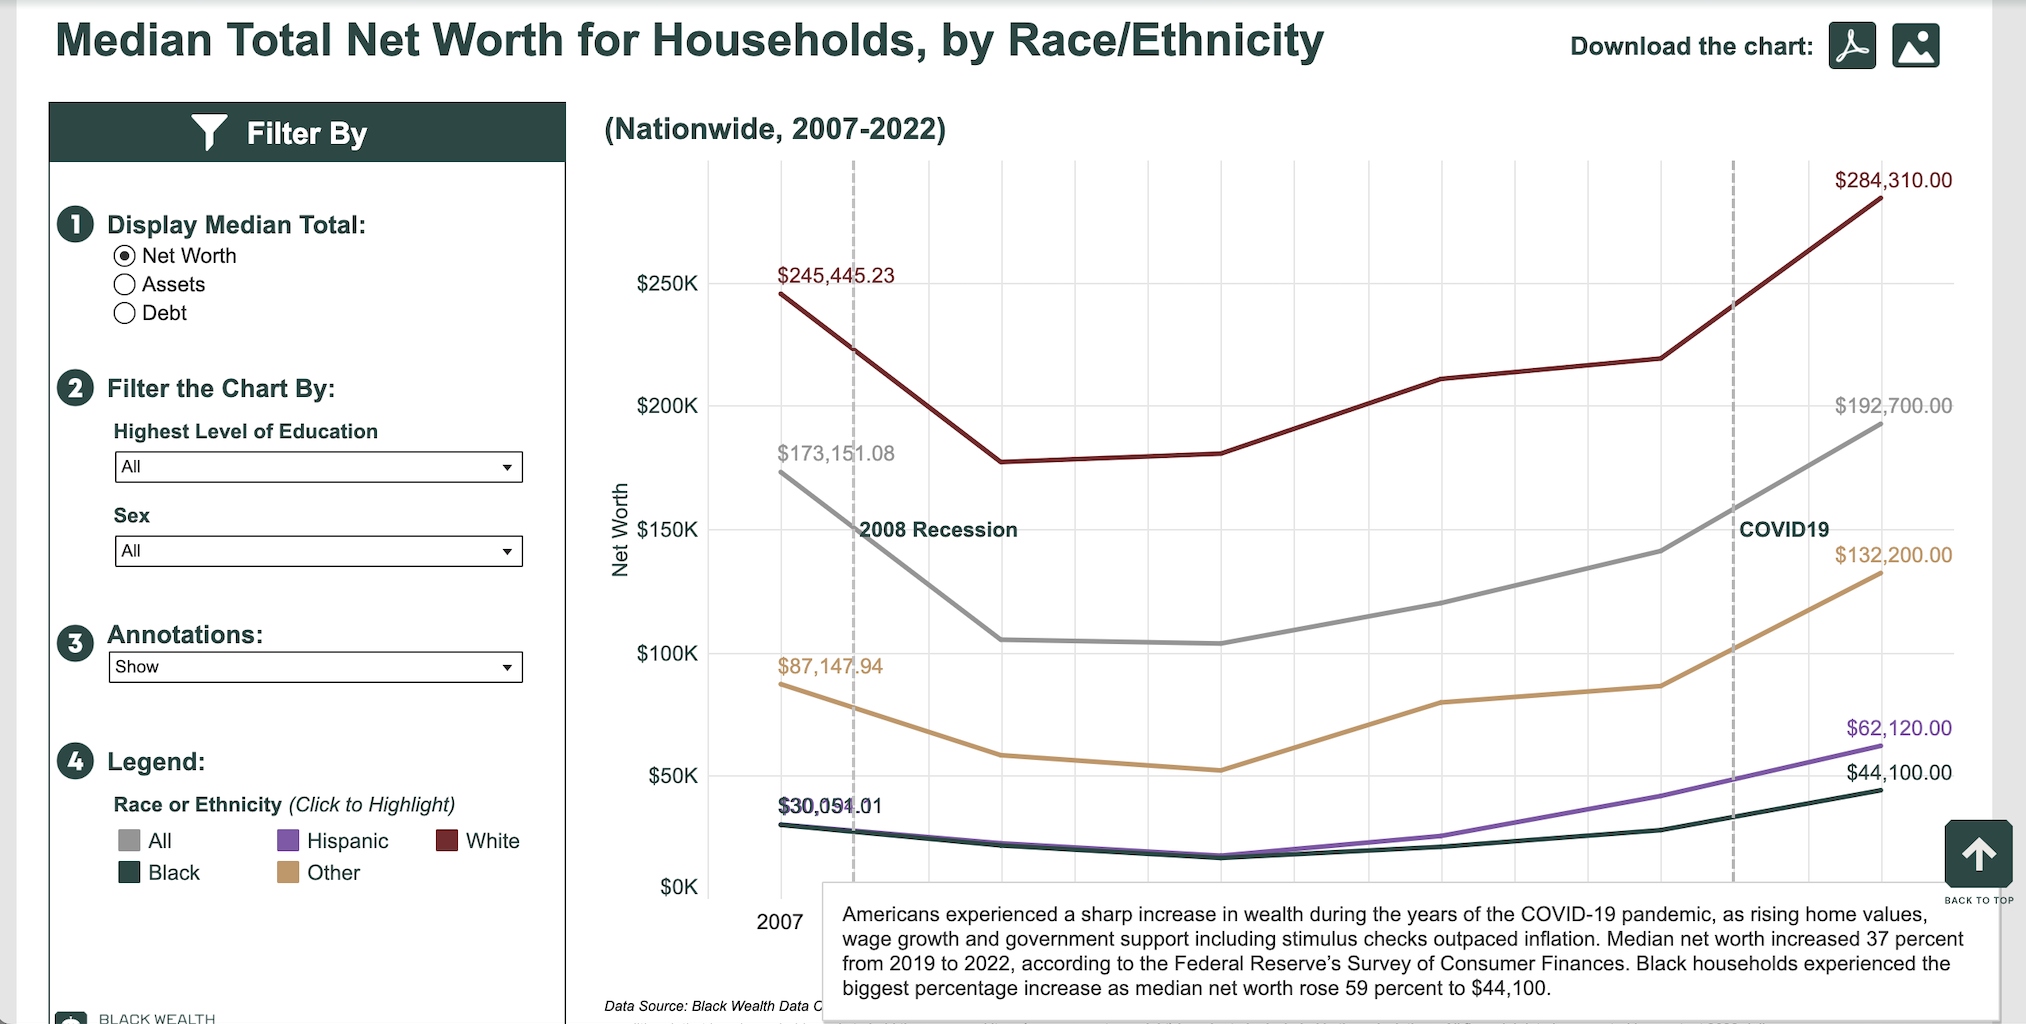 Median Total Net Worth for Households, by Race/Ethnicity
Download the chart:
Filter By
1 Display Median Total:
Net Worth
Assets
Debt
2 Filter the Chart By:
Highest Level of Education
All
Sex
All
3 Annotations:
Show
4 Legend:
Race or Ethnicity (Click to Highlight)
All Hispanic White
Black Other
BLACK WEALTH
(Nationwide, 2007-2022)
Net Worth
$250K
$200K
$150K
$100K
$50K
$0K
$245,445.23
$173,151.08
$87,147.94
$30,051.01
2008 Recession
COVID19
$284,310.00
$192,700.00
$132,200.00
$62,120.00
$44,100.00
2007
Americans experienced a sharp increase in wealth during the years of the COVID-19 pandemic, as rising home values,
wage growth and government support including stimulus checks outpaced inflation. Median net worth increased 37 percent
from 2019 to 2022, according to the Federal Reserve's Survey of Consumer Finances. Black households experienced the
biggest percentage increase as median net worth rose 59 percent to $44,100.
BACK TO TOP
Data Source: Black Wealth Data